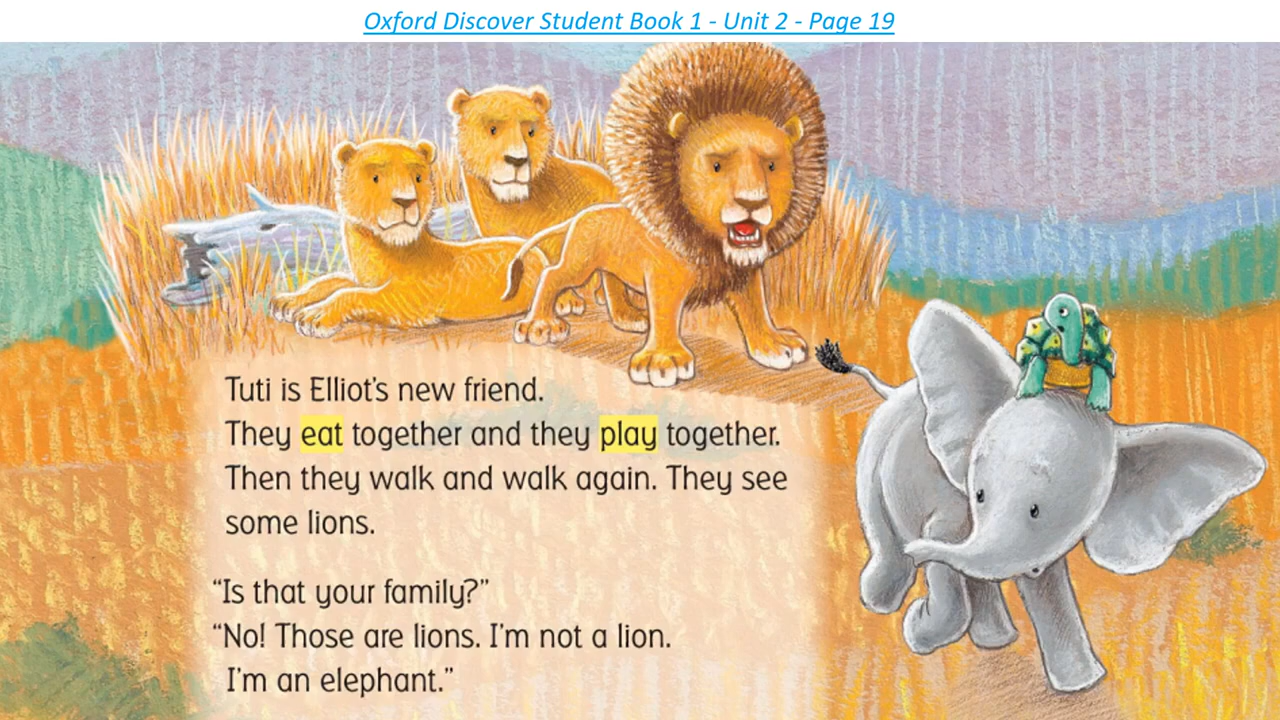 Oxford Discover Student Book 1 - Unit 2 - Page 19
Tuti is Elliot's new friend.
They eat together and they play together.
Then they walk and walk again. They see
some lions.
“Is that your family?”
“No! Those are lions. I'm not a lion.
I'm an elephant.”